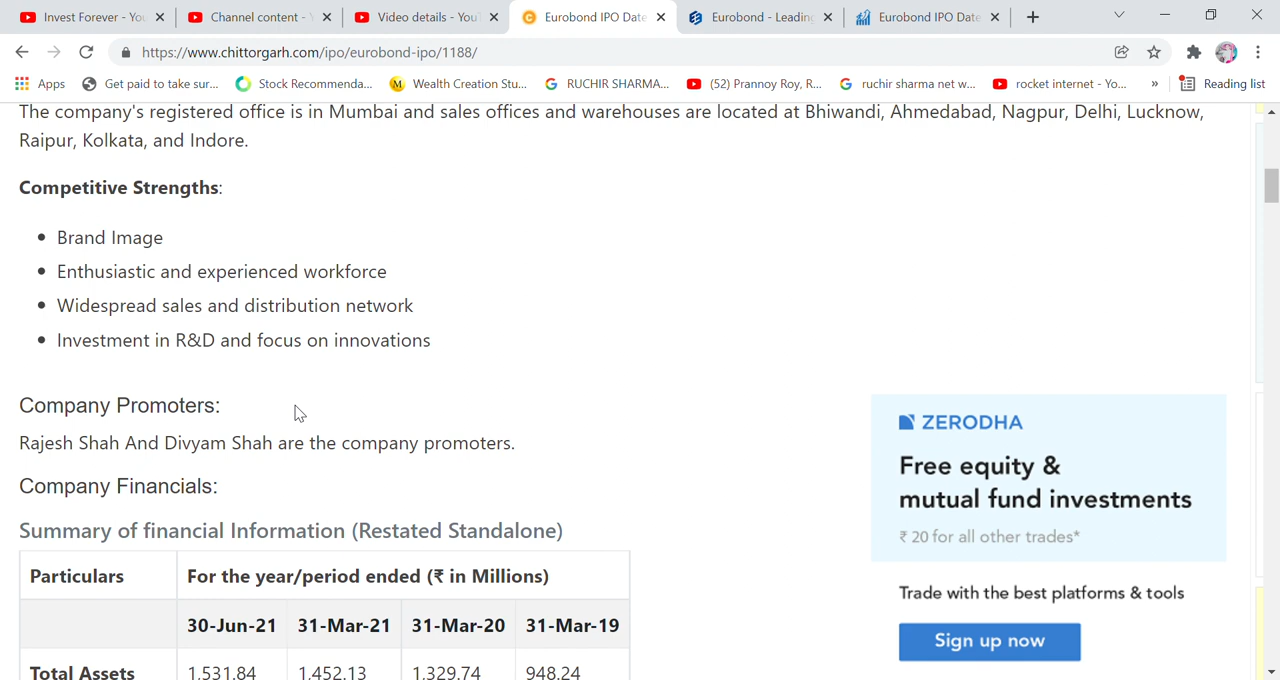 Invest Forever - You
Channel content - Y
Video details - YouT
Eurobond IPO Date
Eurobond - Leading
Eurobond IPO Date
https://www.chittorgarh.com/ipo/eurobond-ipo/1188/
Apps
Get paid to take sur...
Stock Recommenda...
Wealth Creation Stu...
RUCHIR SHARMA...
(52) Prannoy Roy, R...
ruchir sharma net w...
rocket internet - Yo...
»
Reading list
The company's registered office is in Mumbai and sales offices and warehouses are located at Bhiwandi, Ahmedabad, Nagpur, Delhi, Lucknow,
Raipur, Kolkata, and Indore.
Competitive Strengths:
• Brand Image
• Enthusiastic and experienced workforce
• Widespread sales and distribution network
• Investment in R&D and focus on innovations
Company Promoters:
Rajesh Shah And Divyam Shah are the company promoters.
Company Financials:
Summary of financial Information (Restated Standalone)
Particulars For the year/period ended (₹ in Millions)
30-Jun-21 31-Mar-21 31-Mar-20 31-Mar-19
Total Assets 1,531.84 1,452.13 1,329.74 948.24
ZERODHA
Free equity &
mutual fund investments
₹ 20 for all other trades*
Trade with the best platforms & tools
Sign up now